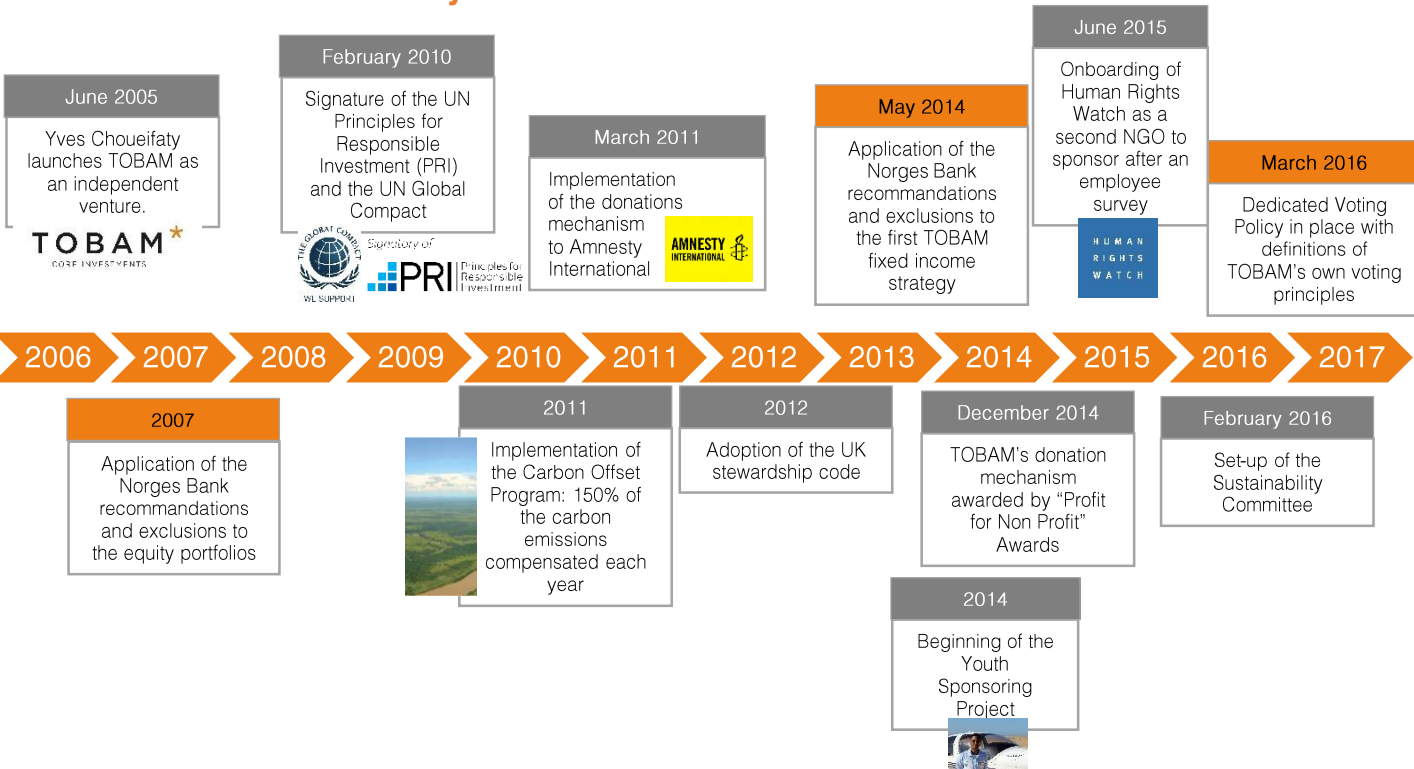 June 2005
Yves Choueifaty
launches TOBAM as
an independent
venture.
TOBAM*
CORE INVESTMENTS
February 2010
Signature of the UN
Principles for
Responsible
Investment (PRI)
and the UN Global
Compact
THE GLOBAL COMPACT
WE SUPPORT
Signatory of
PRI
Principles for
Responsible
Investment
March 2011
Implementation
of the donations
mechanism
to Amnesty
International
AMNESTY
INTERNATIONAL
May 2014
Application of the
Norges Bank
recommandations
and exclusions to
the first TOBAM
fixed income
strategy
June 2015
Onboarding of
Human Rights
Watch as a
second NGO to
sponsor after an
employee
survey
HUMAN
RIGHTS
WATCH
March 2016
Dedicated Voting
Policy in place with
definitions of
TOBAM's own voting
principles
2006 2007 2008 2009 2010 2011 2012 2013 2014 2015 2016 2017
2007
Application of the
Norges Bank
recommandations
and exclusions to
the equity portfolios
2011
Implementation of
the Carbon Offset
Program: 150% of
the carbon
emissions
compensated each
year
2012
Adoption of the UK
stewardship code
December 2014
TOBAM's donation
mechanism
awarded by “Profit
for Non Profit”
Awards
2014
Beginning of the
Youth
Sponsoring
Project
February 2016
Set-up of the
Sustainability
Committee